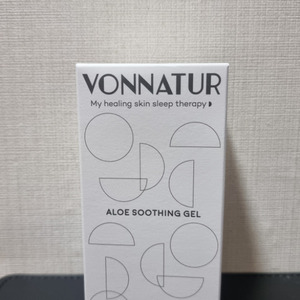 VONNATUR
My healing skin sleep therapy
ALOE SOOTHING GEL